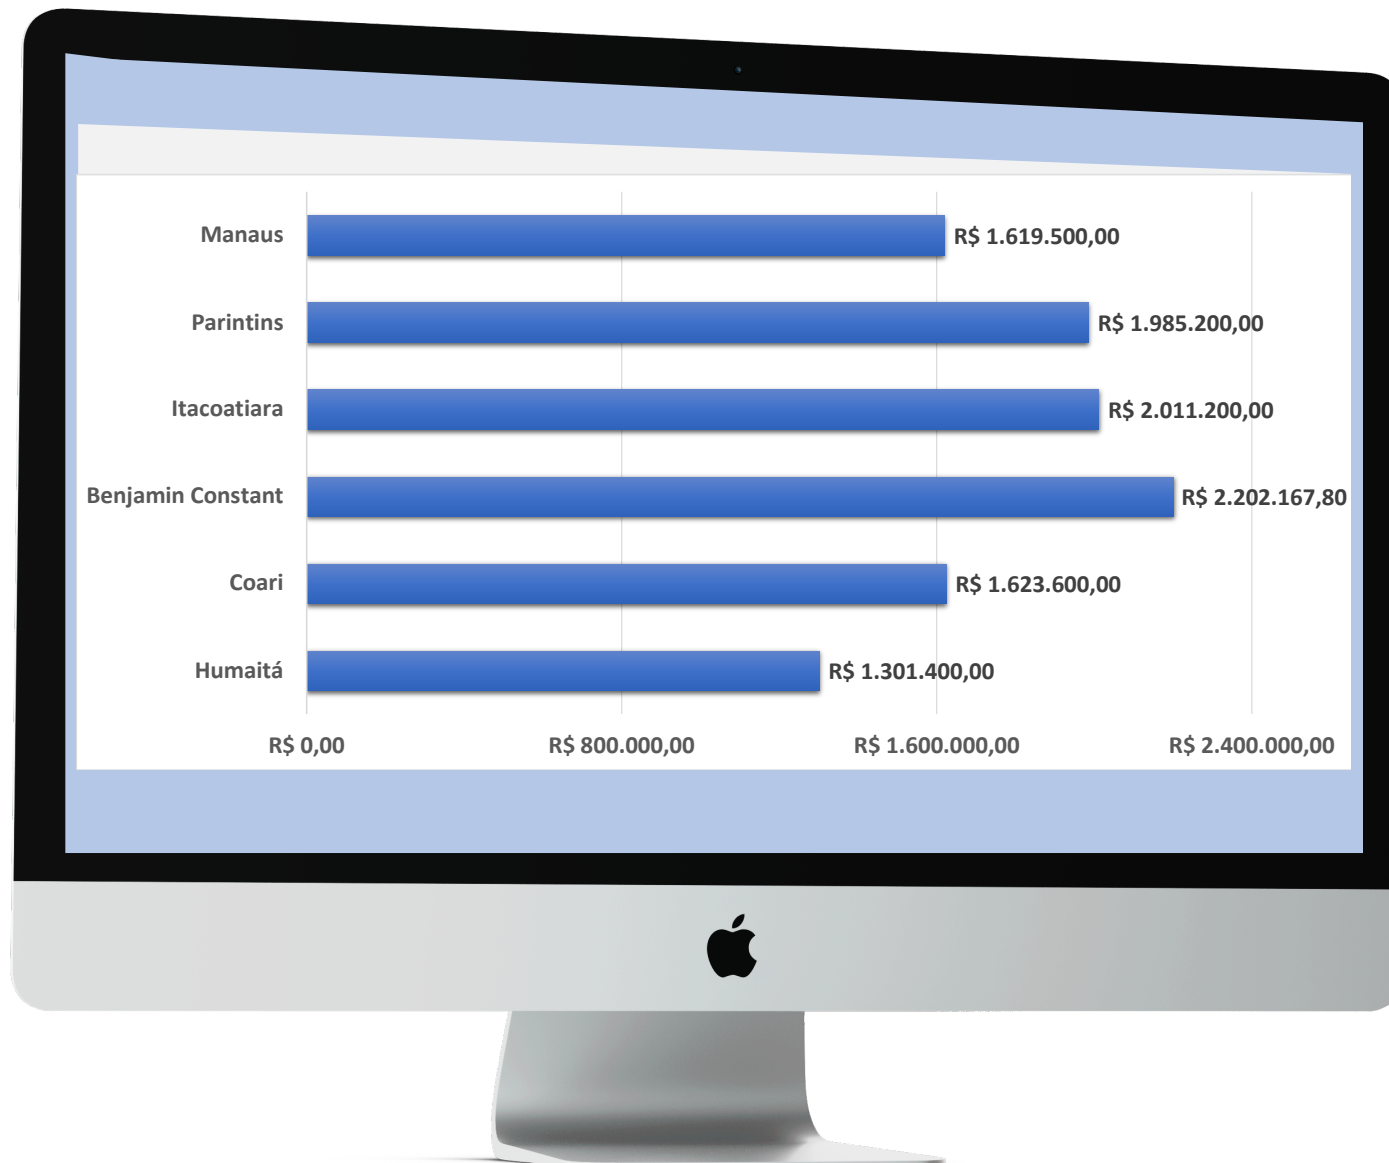 Manaus R$ 1.619.500,00
Parintins R$ 1.985.200,00
Itacoatiara R$ 2.011.200,00
Benjamin Constant R$ 2.202.167,80
Coari R$ 1.623.600,00
Humaitá R$ 1.301.400,00
R$ 0,00 R$ 800.000,00 R$ 1.600.000,00 R$ 2.400.000,00